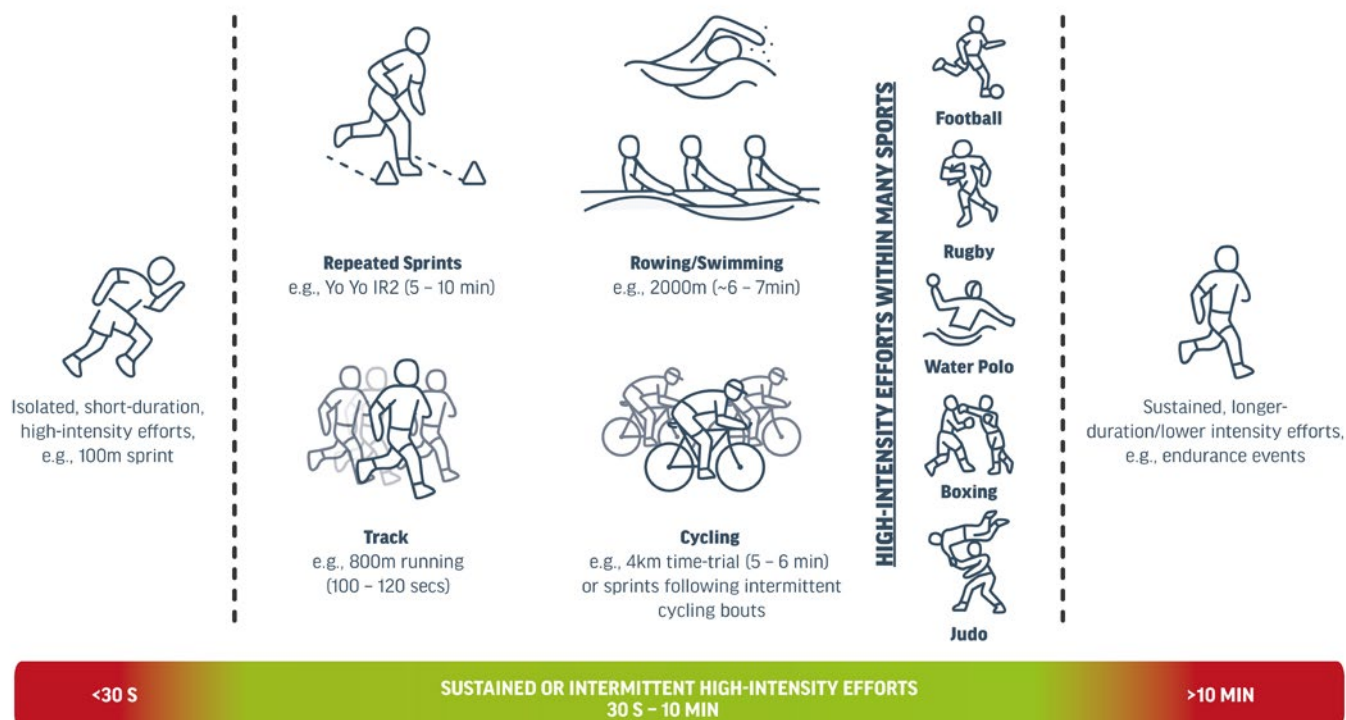 Isolated, short-duration,
high-intensity efforts,
e.g., 100m sprint
Repeated Sprints
e.g., Yo Yo IR2 (5 – 10 min)
Rowing/Swimming
e.g., 2000m (~6 – 7min)
Track
e.g., 800m running
(100 – 120 secs)
Cycling
e.g., 4km time-trial (5 – 6 min)
or sprints following intermittent
cycling bouts
HIGH-INTENSITY EFFORTS WITHIN MANY SPORTS
Football
Rugby
Water Polo
Boxing
Judo
Sustained, longer-
duration/lower intensity efforts,
e.g., endurance events
<30 S
SUSTAINED OR INTERMITTENT HIGH-INTENSITY EFFORTS
30 S – 10 MIN
>10 MIN